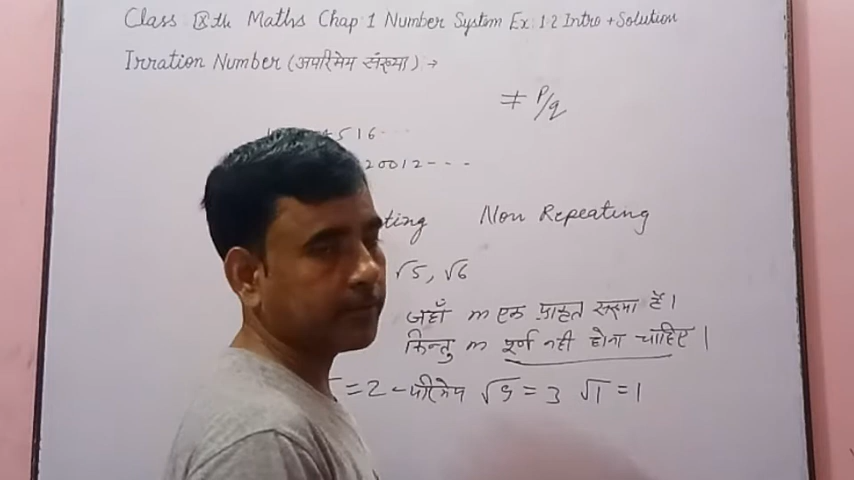 Class IXth Maths Chap 1 Number System Ex. 1.2 Intro + Solution
Irration Number (अपरिमेय संख्या) →
≠ P/q
516---
20012---
ting Non Repeating
√5, √6
जहाँ m एक प्राकृत संख्या है।
किन्तु m पूर्ण नहीं होना चाहिए।
= 2 - परिमेय √9 = 3 √1 = 1